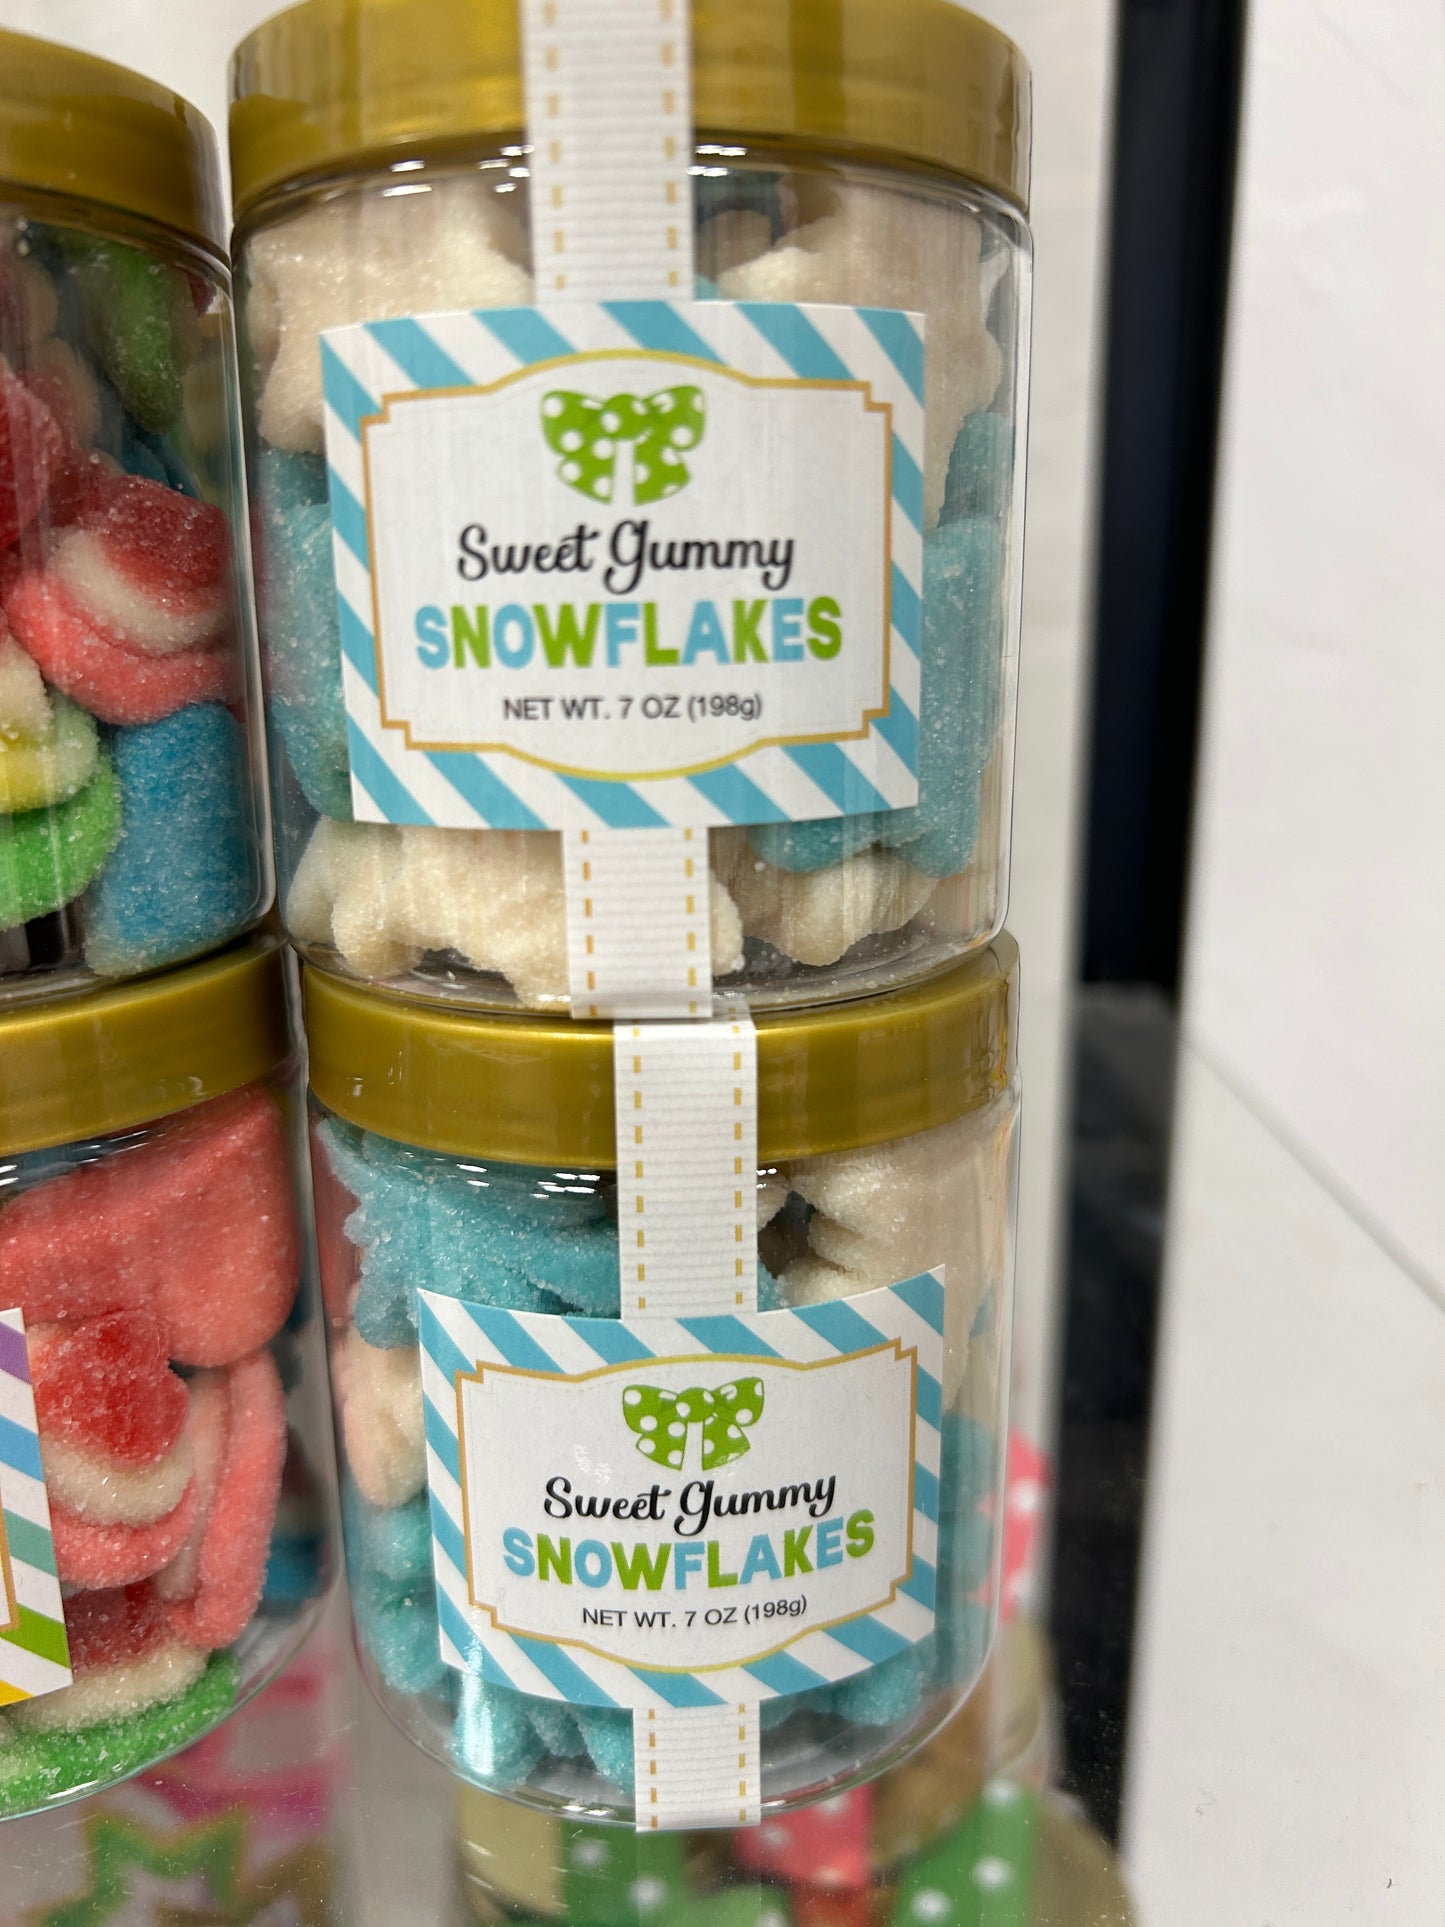 Sweet Gummy
SNOWFLAKES
NET WT. 7 OZ (198g)
Sweet Gummy
SNOWFLAKES
NET WT. 7 OZ (198g)